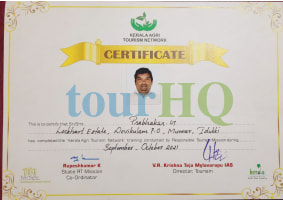 KERALA AGRI
TOURISM NETWORK
CERTIFICATE
tourHQ
This is to certify that Sri/Smt. Prabhakar
Lockhart Estate, Devikulam P.O, Munnar, Idukki
has completed the Kerala Agri Tourism Network training conducted by Responsible Tourism Mission during
September - October 2021
Rupeshkumar K
State RT Mission
Co-Ordinator
V.R. Krishna Teja Mylavarapu IAS
Director Tourism
kerala